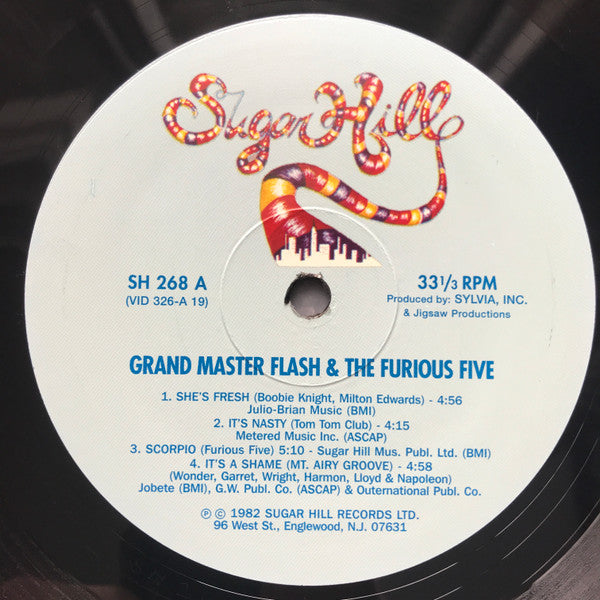 Sugar Hill
SH 268 A
(VID 326-A 19)
33 1/3 RPM
Produced by: SYLVIA, INC.
& Jigsaw Productions
GRAND MASTER FLASH & THE FURIOUS FIVE
1. SHE'S FRESH (Boobie Knight, Milton Edwards) - 4:56
Julio-Brian Music (BMI)
2. IT'S NASTY (Tom Tom Club) - 4:15
Metered Music Inc. (ASCAP)
3. SCORPIO (Furious Five) 5:10 - Sugar Hill Mus. Publ. Ltd. (BMI)
4. IT'S A SHAME (MT. AIRY GROOVE) - 4:58
(Wonder, Garret, Wright, Harmon, Lloyd & Napoleon)
Jobete (BMI), G.W. Publ. Co. (ASCAP) & Outernational Publ. Co.
℗ © 1982 SUGAR HILL RECORDS LTD.
96 West St., Englewood, N.J. 07631